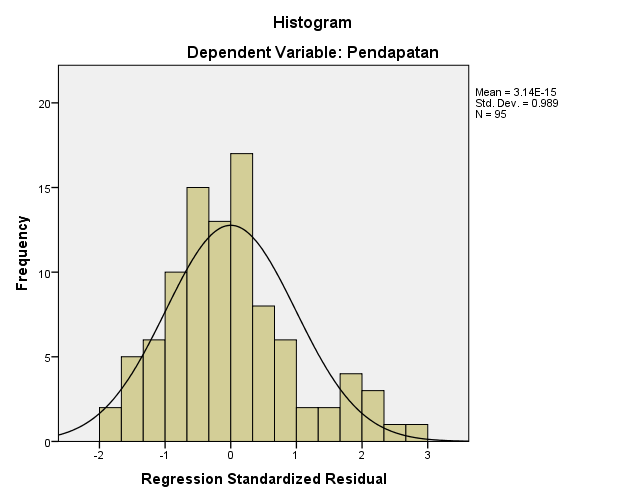 Histogram
Dependent Variable: Pendapatan
Mean = 3.14E-15
Std. Dev. = 0.989
N = 95
Frequency
20
15
10
5
0
-2 -1 0 1 2 3
Regression Standardized Residual